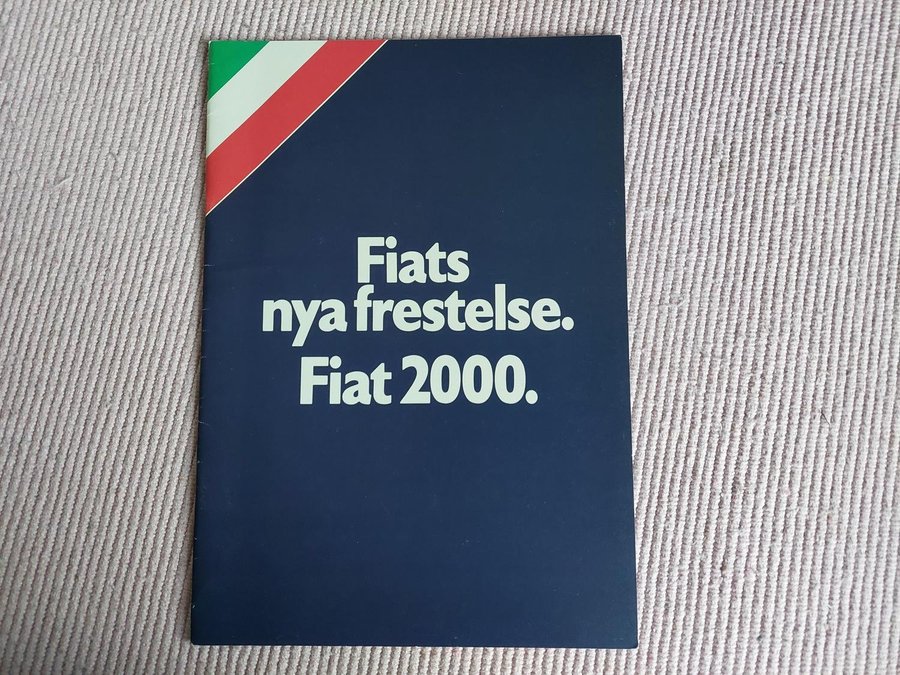 Fiats
nya frestelse.
Fiat 2000.